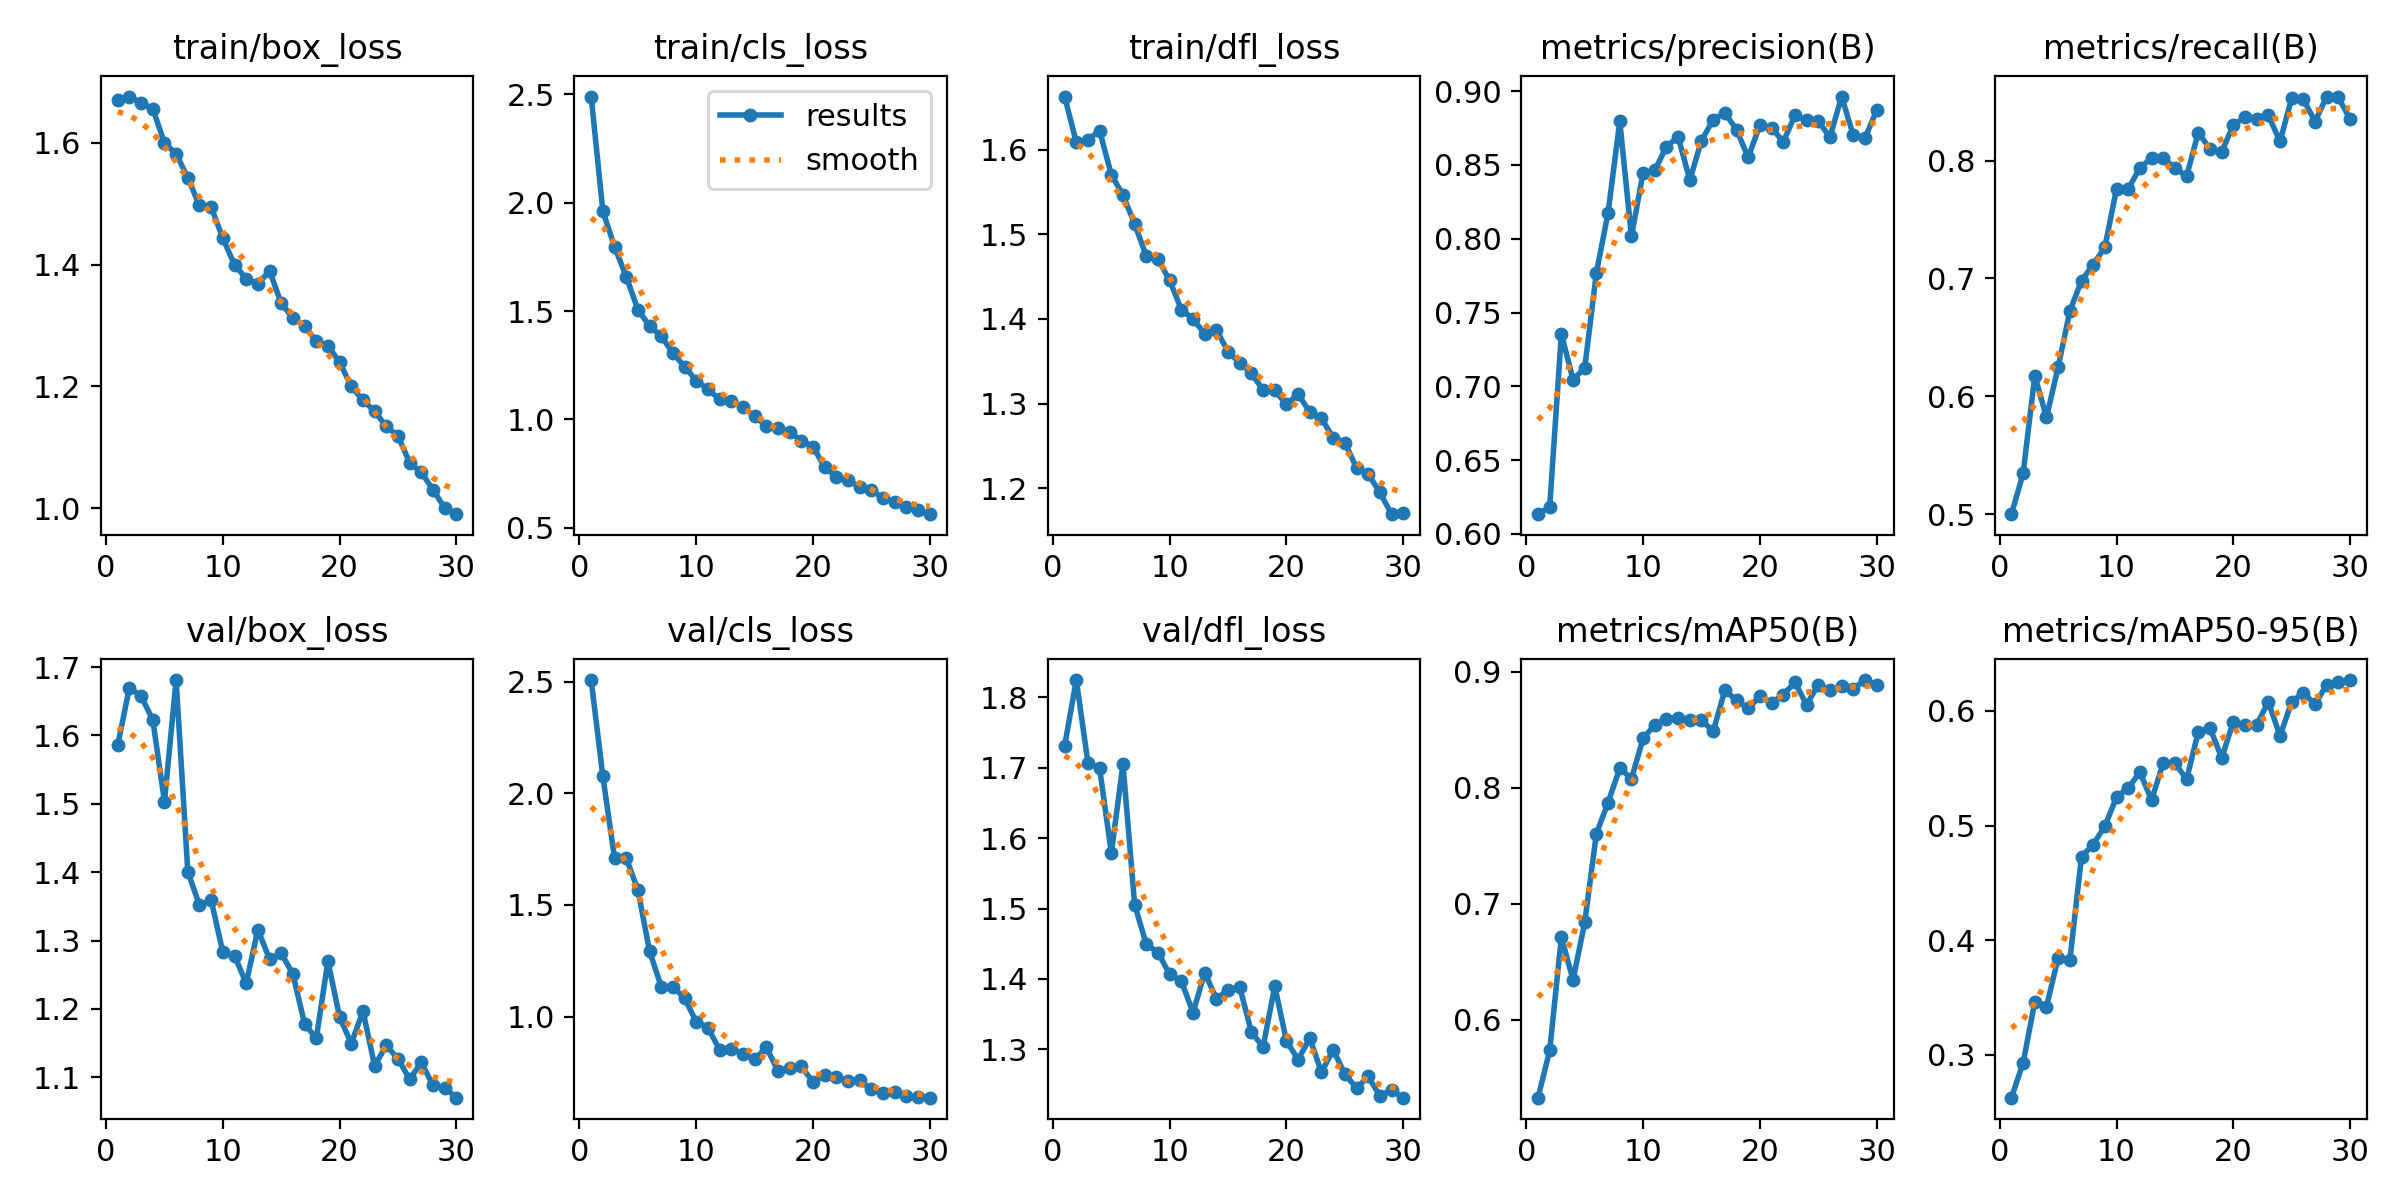 train/box_loss
train/cls_loss
train/dfl_loss
metrics/precision(B)
metrics/recall(B)
results
smooth
1.6
1.4
1.2
1.0
0 10 20 30
2.5
2.0
1.5
1.0
0.5
0 10 20 30
1.6
1.5
1.4
1.3
1.2
0 10 20 30
0.90
0.85
0.80
0.75
0.70
0.65
0.60
0 10 20 30
0.8
0.7
0.6
0.5
0 10 20 30
val/box_loss
val/cls_loss
val/dfl_loss
metrics/mAP50(B)
metrics/mAP50-95(B)
1.7
1.6
1.5
1.4
1.3
1.2
1.1
0 10 20 30
2.5
2.0
1.5
1.0
0 10 20 30
1.8
1.7
1.6
1.5
1.4
1.3
0 10 20 30
0.9
0.8
0.7
0.6
0 10 20 30
0.6
0.5
0.4
0.3
0 10 20 30